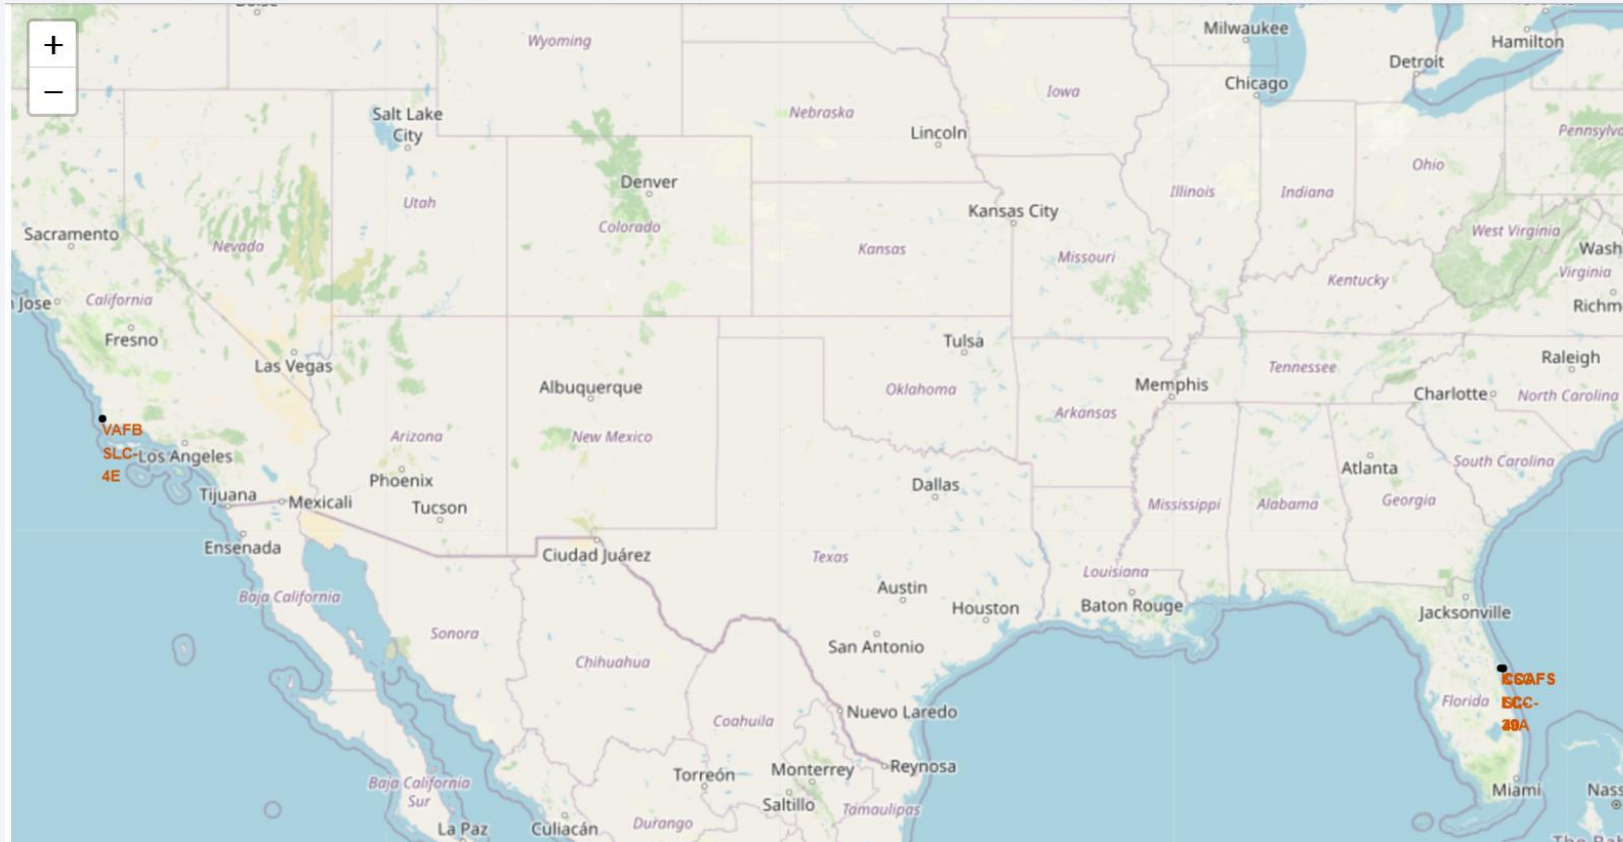 Milwaukee
Hamilton
Wyoming
Detroit
Chicago
Iowa
Nebraska
Salt Lake
City
Lincoln
Ohio
Denver
Illinois
Indiana
Utah
Kansas City
Colorado
Sacramento
Nevada
Kansas
Missouri
West Virginia
Wash
Kentucky
Virginia
California
Jose
Richm
Fresno
Las Vegas
Tulsa
Raleigh
Tennessee
Albuquerque
Oklahoma
Memphis
Charlotte
North Carolina
Arkansas
VAFB
SLC-
4E
Los Angeles
Arizona
New Mexico
Atlanta
South Carolina
Phoenix
Dallas
Tijuana
Mexicali
Tucson
Mississippi
Alabama
Georgia
Ensenada
Ciudad Juárez
Texas
Louisiana
Austin
Baja California
Houston
Baton Rouge
Jacksonville
Sonora
San Antonio
Chihuahua
Florida
Coahuila
Nuevo Laredo
Torreón
Monterrey
Reynosa
Baja California
Sur
Miami
Nass
Saltillo
Tamaulipas
La Paz
Culiacán
Durango